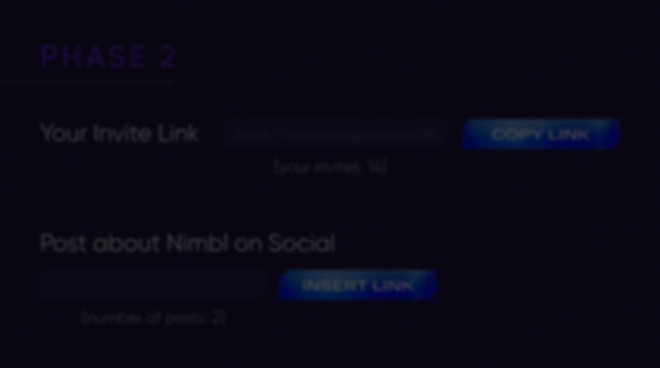 PHASE 2
Your Invite Link
COPY LINK
[your invites: 14]
Post about Nimbl on Social
INSERT LINK
[number of posts: 2]